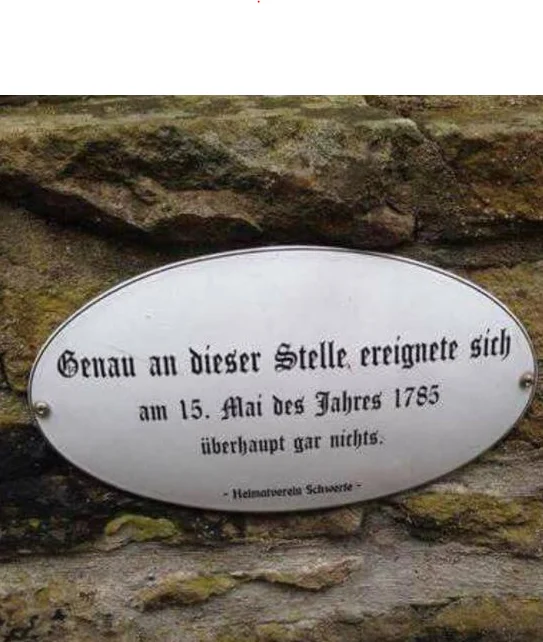 Genau an dieser Stelle, ereignete sich
am 15. Mai des Jahres 1785
überhaupt gar nichts.
- Heimatverein Schwerte -